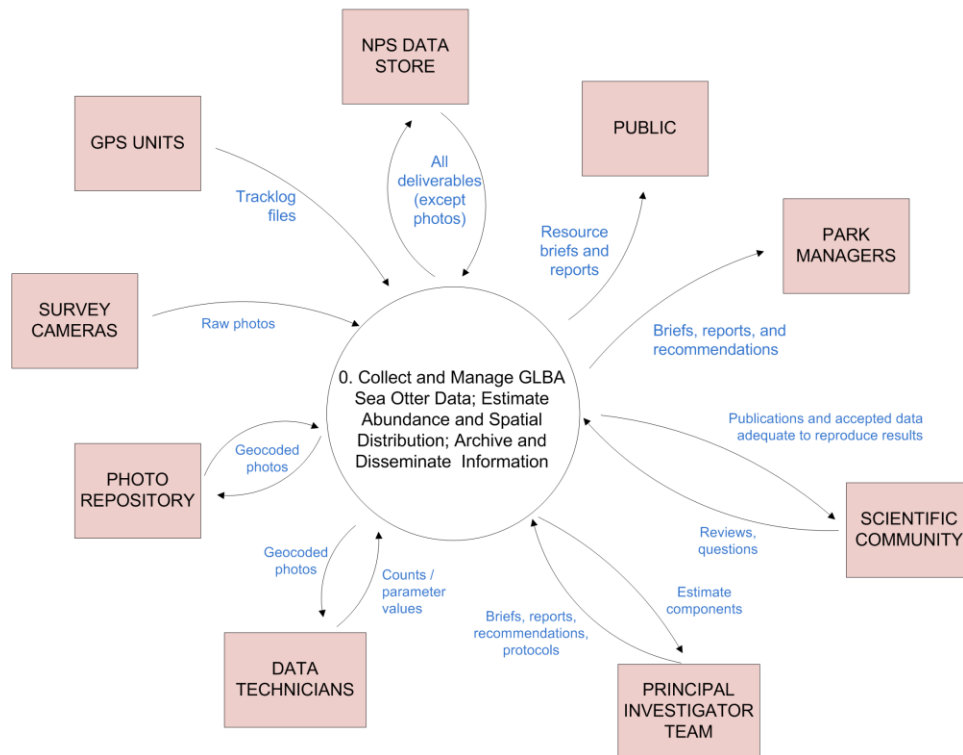 NPS DATA
STORE
PUBLIC
GPS UNITS
All
deliverables
(except
photos)
Tracklog
files
PARK
MANAGERS
Resource
briefs and
reports
SURVEY
CAMERAS
Raw photos
Briefs, reports, and
recommendations
0. Collect and Manage GLBA
Sea Otter Data; Estimate
Abundance and Spatial
Distribution; Archive and
Disseminate Information
Publications and accepted data
adequate to reproduce results
Geocoded
photos
PHOTO
REPOSITORY
SCIENTIFIC
COMMUNITY
Reviews,
questions
Geocoded
photos
Counts /
parameter
values
Estimate
components
Briefs, reports,
recommendations,
protocols
DATA
TECHNICIANS
PRINCIPAL
INVESTIGATOR
TEAM